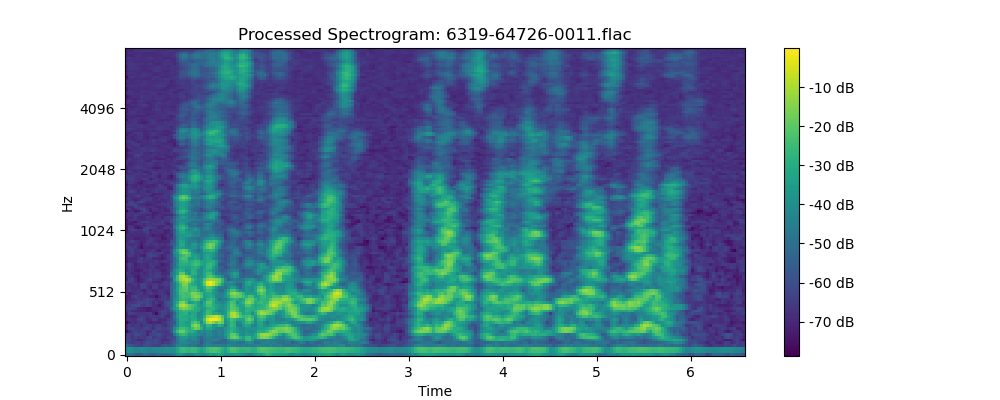 Processed Spectrogram: 6319-64726-0011.flac
Hz
4096
2048
1024
512
0
0 1 2 3 4 5 6
Time
-10 dB
-20 dB
-30 dB
-40 dB
-50 dB
-60 dB
-70 dB